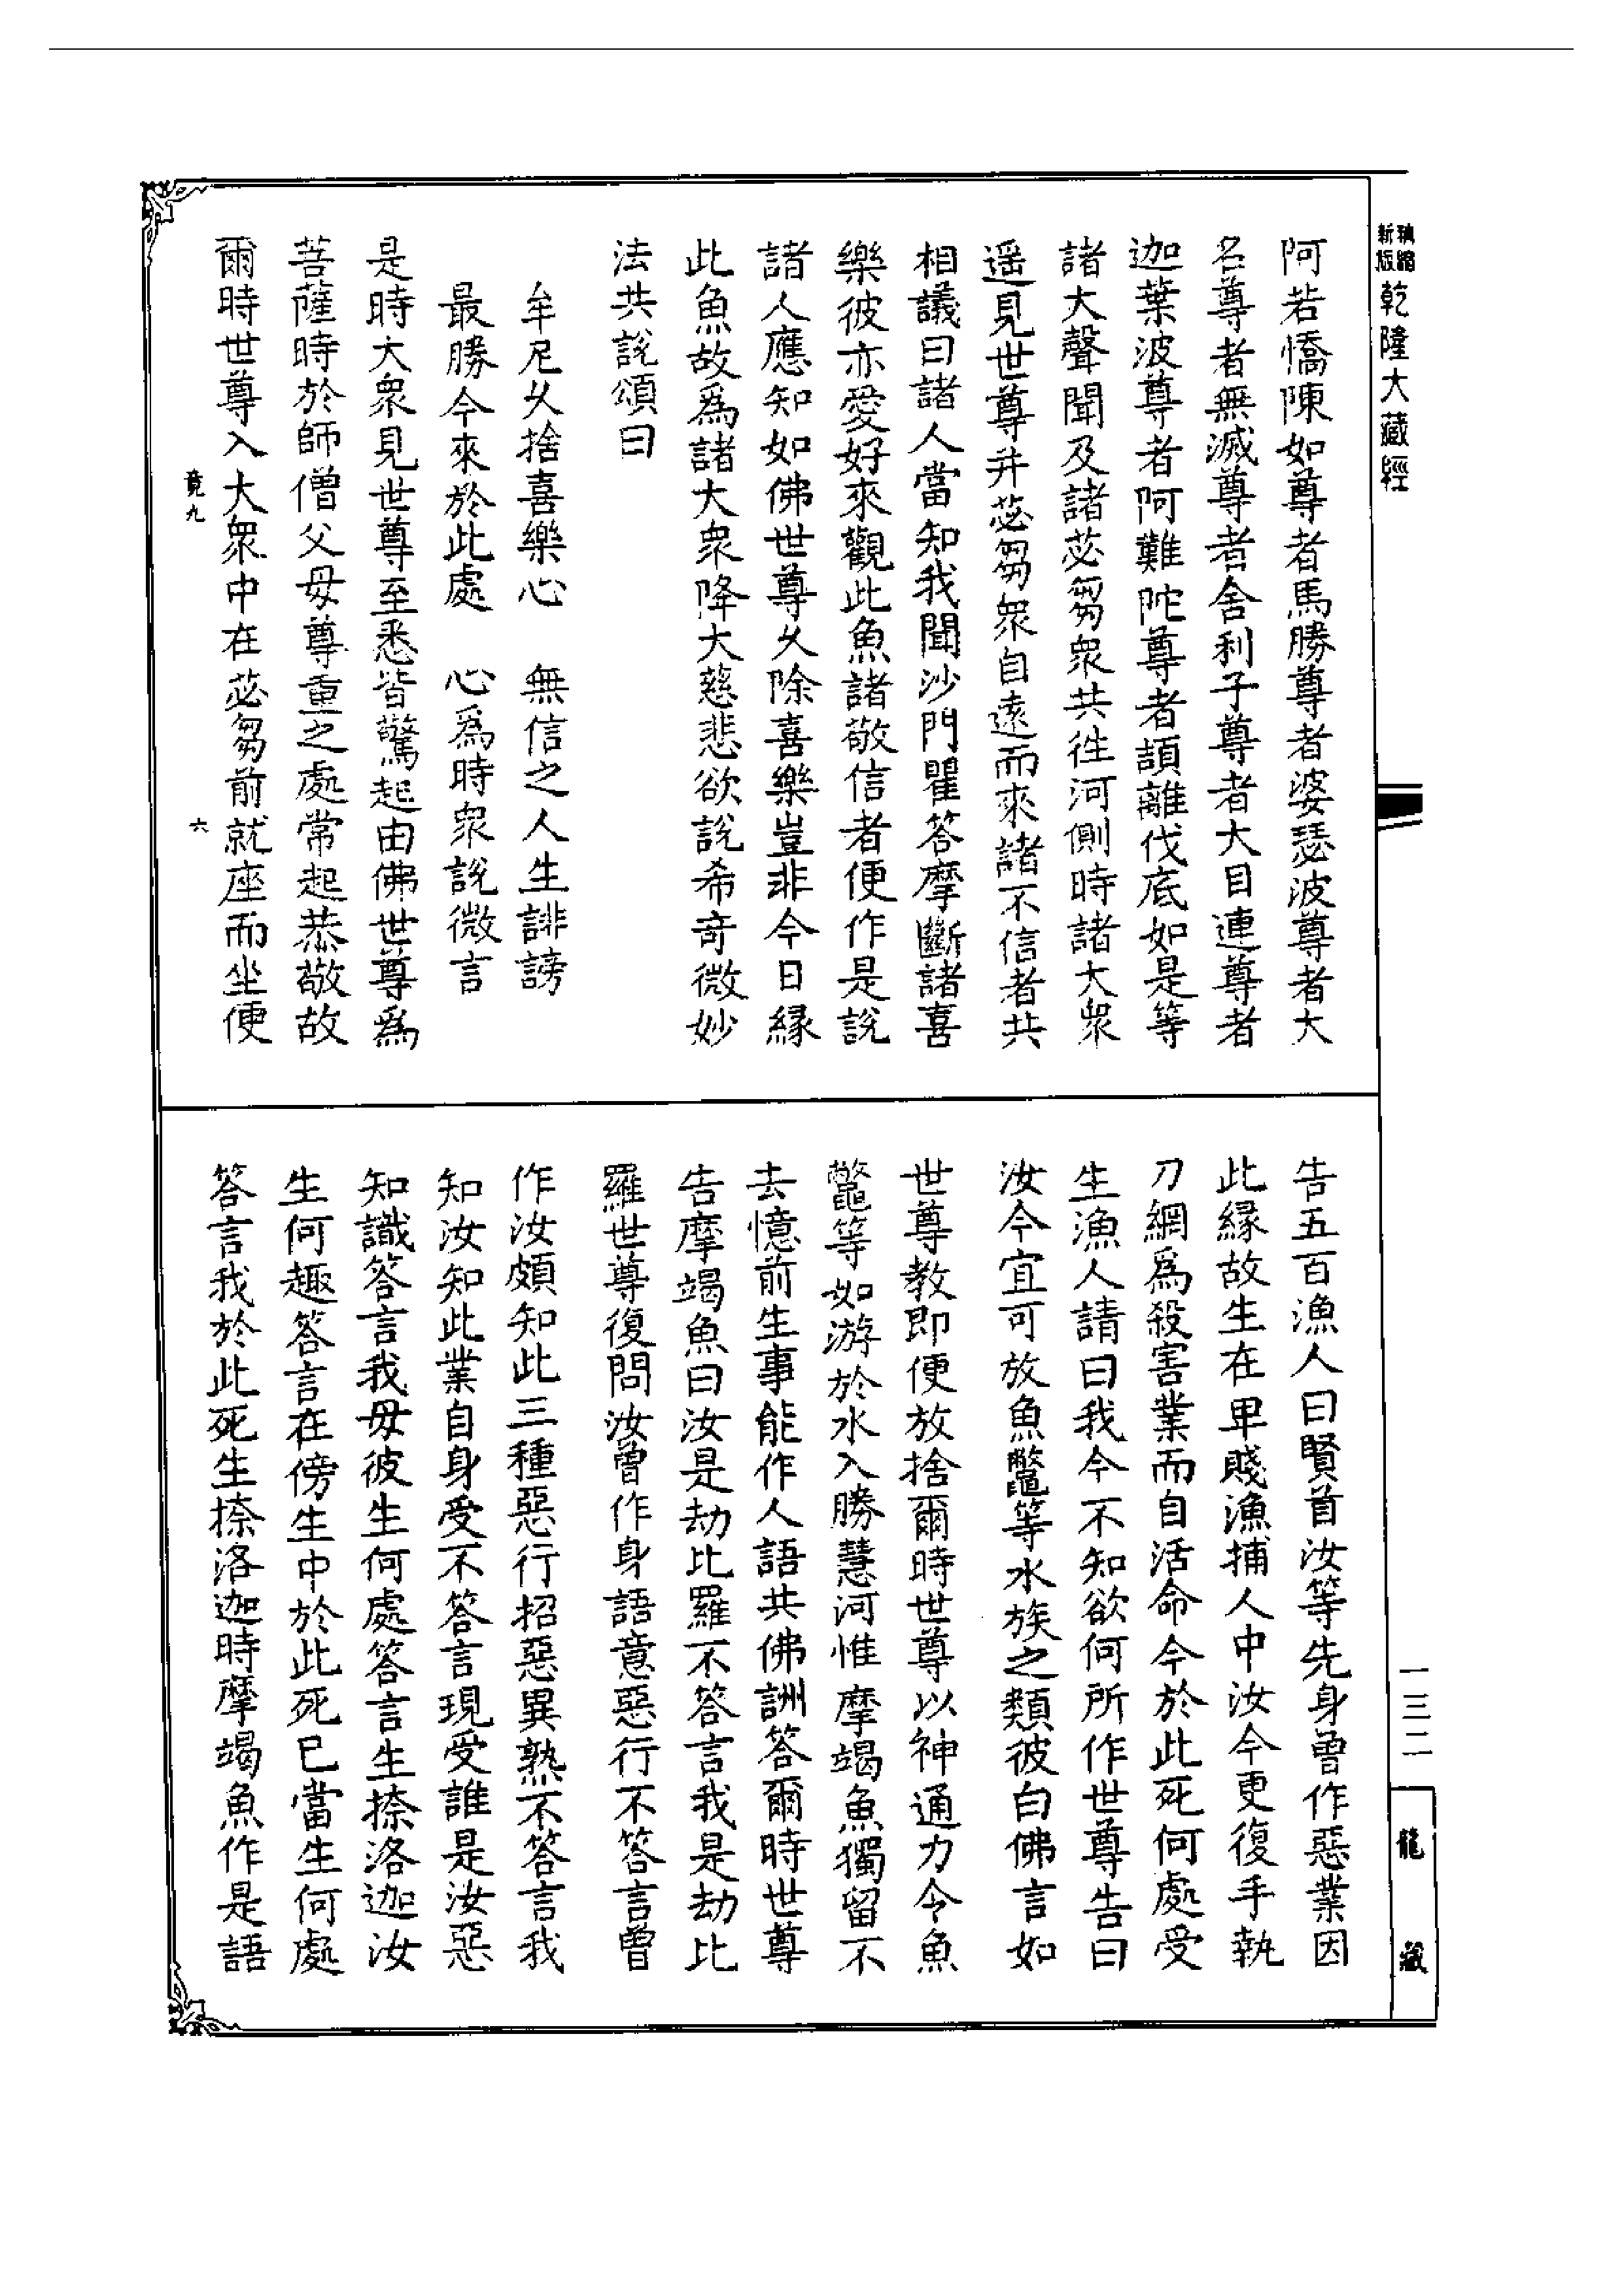 新版
乾隆大藏經
阿若憍陳如尊者馬勝尊者婆瑟波尊者大
名尊者無滅尊者舍利子尊者大目連尊者
迦葉波尊者阿難陀尊者頡離伐底如是等
諸大聲聞及諸苾芻眾共往河側時諸大眾
遥見世尊并苾芻眾自遠而來諸不信者共
相議曰諸人當知我聞沙門瞿答摩斷諸喜
樂彼亦愛好來觀此魚諸敬信者便作是說
諸人應知如佛世尊乆除喜樂豈非今日緣
此魚故為諸大眾降大慈悲欲說希奇微妙
法共說頌曰
牟尼乆捨喜樂心　無信之人生誹謗
最勝今來於此處　心為時眾說微言
是時大眾見世尊至悉皆驚起由佛世尊為
菩薩時於師僧父母尊重之處常起恭敬故
爾時世尊入大眾中在苾芻前就座而坐便
竟九　六
告五百漁人曰賢首汝等先身曾作惡業因
此緣故生在卑賤漁捕人中汝今更復手執
刀網為殺害業而自活命今於此死何處受
生漁人請曰我今不知欲何所作世尊告曰
汝今宜可放魚鼈等水族之類彼白佛言如
世尊教即便放捨爾時世尊以神通力令魚
鼈等如游於水入勝慧河惟摩竭魚獨留不
去憶前生事能作人語共佛詶答爾時世尊
告摩竭魚曰汝是劫比羅不答言我是劫比
羅世尊復問汝曾作身語意惡行不答言曾
作汝頗知此三種惡行招惡異熟不答言我
知汝知此業自身受不答言現受誰是汝惡
知識答言我母彼生何處答言生捺洛迦汝
生何趣答言在傍生中於此死已當生何處
答言我於此死生捺洛迦時摩竭魚作是語
一三二
龍藏